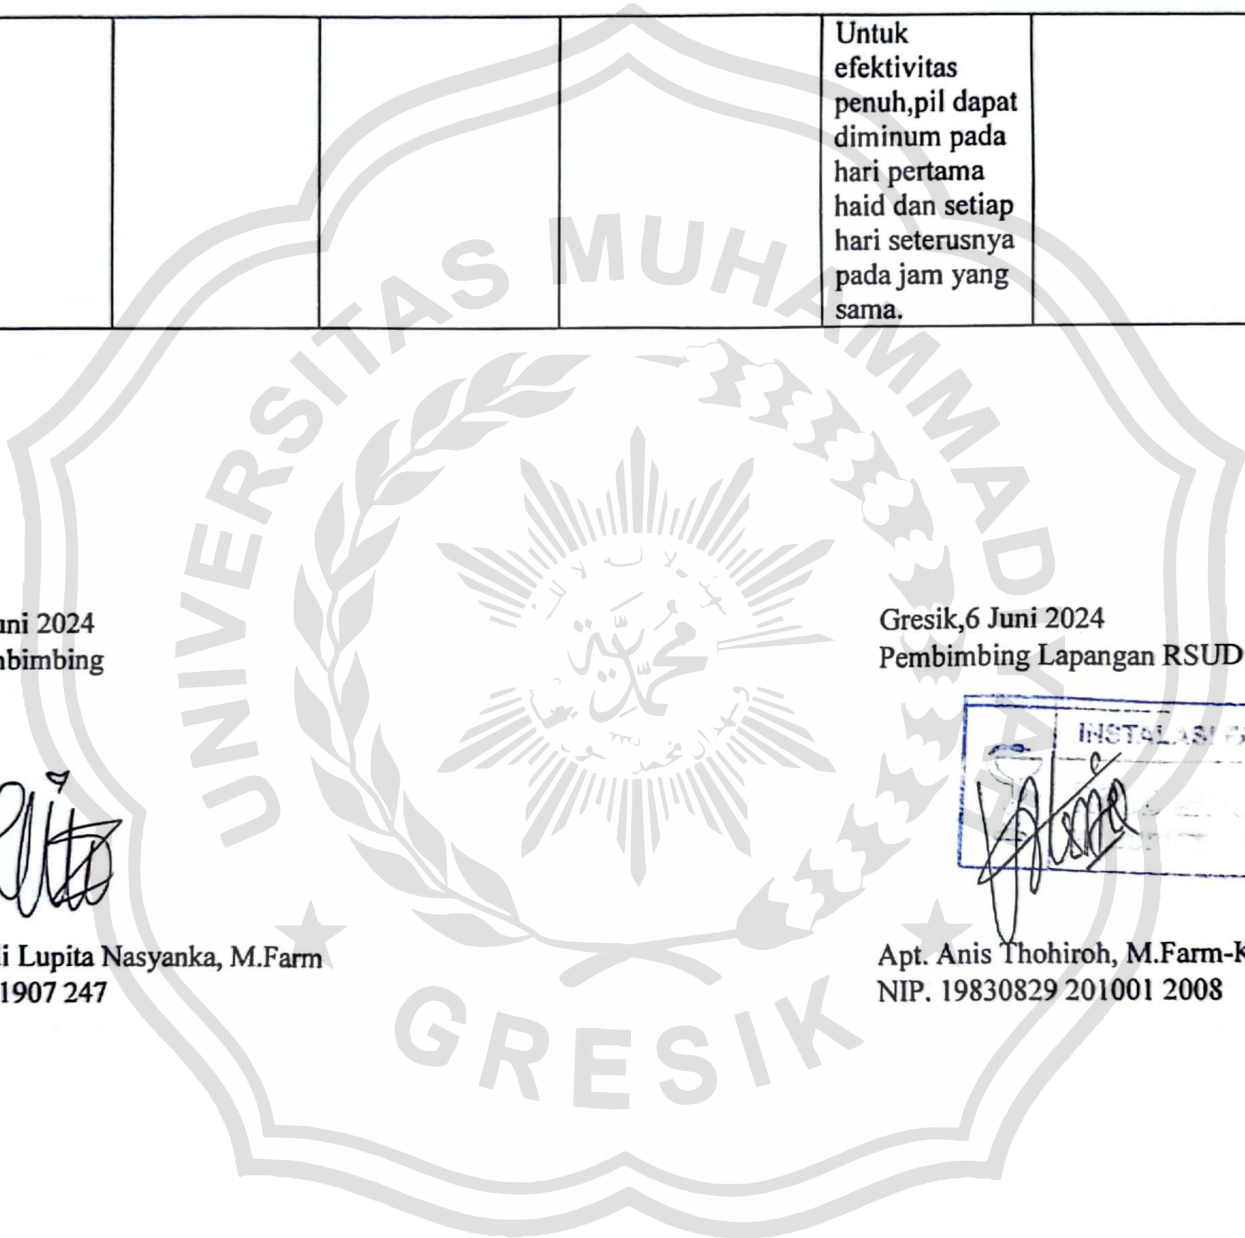 Untuk
efektivitas
penuh,pil dapat
diminum pada
hari pertama
haid dan setiap
hari seterusnya
pada jam yang
sama.
UNIVERSITAS MUHAMMADIYAH
GRESIK
uni 2024
nbimbing
Gresik,6 Juni 2024
Pembimbing Lapangan RSUD
INSTALASI
li Lupita Nasyanka, M.Farm
1907 247
Apt. Anis Thohiroh, M.Farm-K
NIP. 19830829 201001 2008